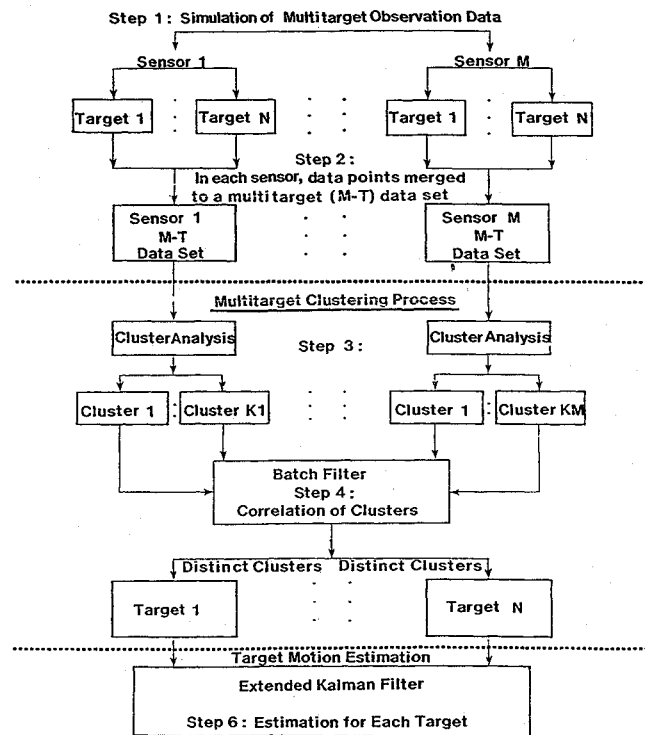 Step 1: Simulation of Multitarget Observation Data
Sensor 1
Sensor M
Target 1
Target N
Target 1
Target N
Step 2:
In each sensor, data points merged
to a multitarget (M-T) data set
Sensor 1
M-T
Data Set
Sensor M
M-T
Data Set
Multitarget Clustering Process
ClusterAnalysis
ClusterAnalysis
Step 3:
Cluster 1
Cluster K1
Cluster 1
Cluster KM
Batch Filter
Step 4:
Correlation of Clusters
Distinct Clusters
Distinct Clusters
Target 1
Target N
Target Motion Estimation
Extended Kalman Filter
Step 6: Estimation for Each Target